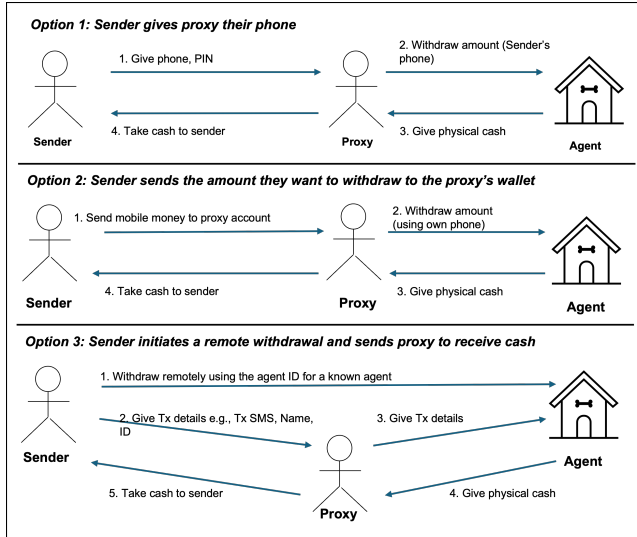 Option 1: Sender gives proxy their phone
1. Give phone, PIN
2. Withdraw amount (Sender's
phone)
4. Take cash to sender
3. Give physical cash
Sender
Proxy
Agent
Option 2: Sender sends the amount they want to withdraw to the proxy's wallet
1. Send mobile money to proxy account
2. Withdraw amount
(using own phone)
4. Take cash to sender
3. Give physical cash
Sender
Proxy
Agent
Option 3: Sender initiates a remote withdrawal and sends proxy to receive cash
1. Withdraw remotely using the agent ID for a known agent
2. Give Tx details e.g., Tx SMS, Name,
ID
3. Give Tx details
Sender
Agent
5. Take cash to sender
4. Give physical cash
Proxy